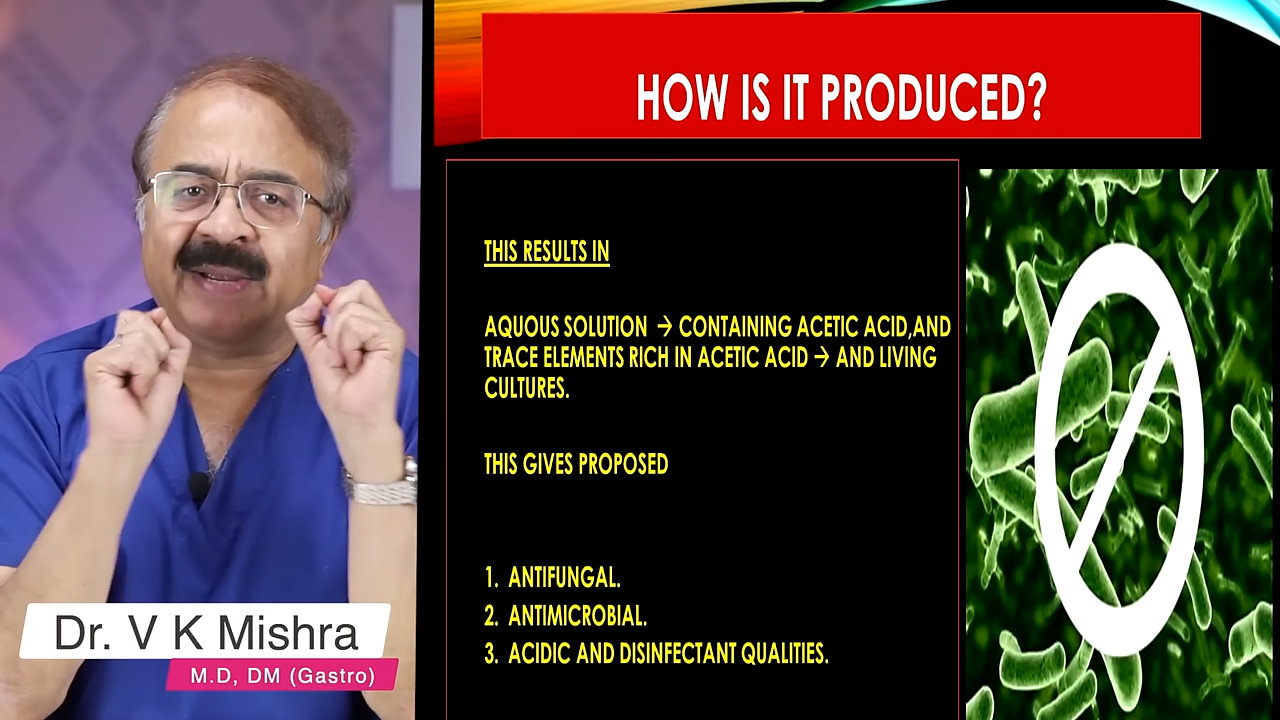 HOW IS IT PRODUCED?
THIS RESULTS IN
AQUOUS SOLUTION → CONTAINING ACETIC ACID,AND
TRACE ELEMENTS RICH IN ACETIC ACID → AND LIVING
CULTURES.
THIS GIVES PROPOSED
1. ANTIFUNGAL.
2. ANTIMICROBIAL.
3. ACIDIC AND DISINFECTANT QUALITIES.
Dr. V K Mishra
M.D, DM (Gastro)